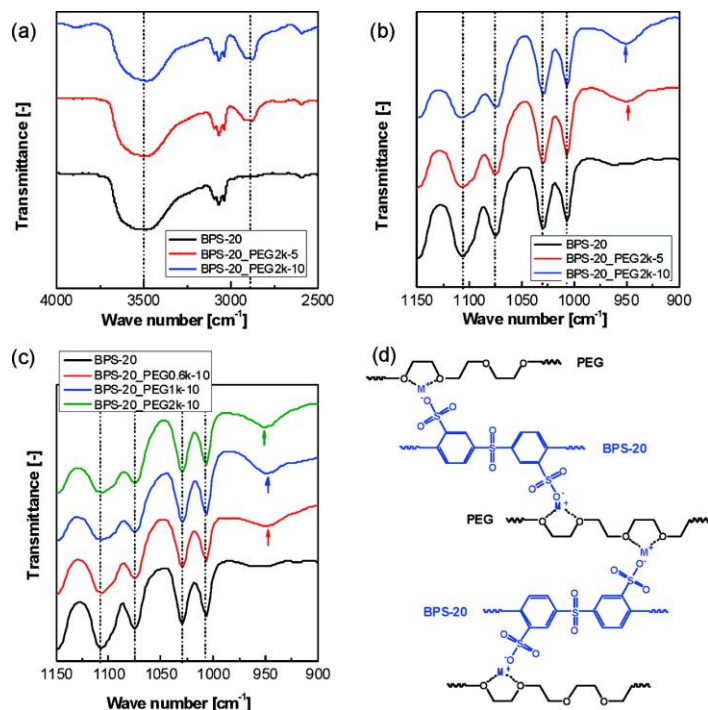 (a)
Transmittance [-]
BPS-20
BPS-20_PEG2k-5
BPS-20_PEG2k-10
4000 3500 3000 2500
Wave number [cm⁻¹]
(b)
Transmittance [-]
BPS-20
BPS-20_PEG2k-5
BPS-20_PEG2k-10
1150 1100 1050 1000 950 900
Wave number [cm⁻¹]
(c)
BPS-20
BPS-20_PEG0.6k-10
BPS-20_PEG1k-10
BPS-20_PEG2k-10
Transmittance [-]
1150 1100 1050 1000 950 900
Wave number [cm⁻¹]
(d)
PEG
BPS-20
PEG
BPS-20
PEG